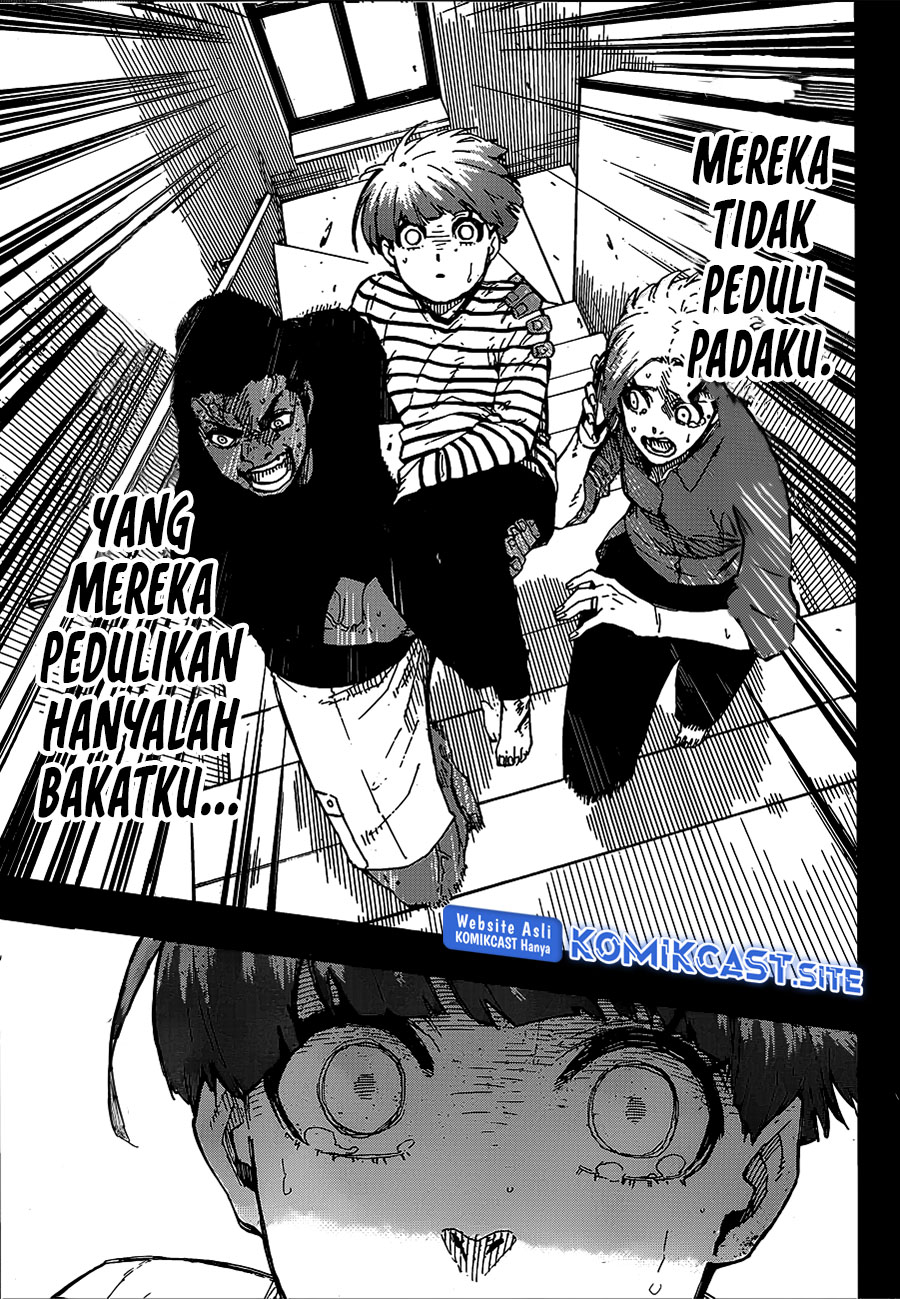 MEREKA
TIDAK
PEDULI
PADAKU.
YANG
MEREKA
PEDULIKAN
HANYALAH
BAKATKU...
Website Asli
KOMIKCAST Hanya
KOMIKCAST.SITE